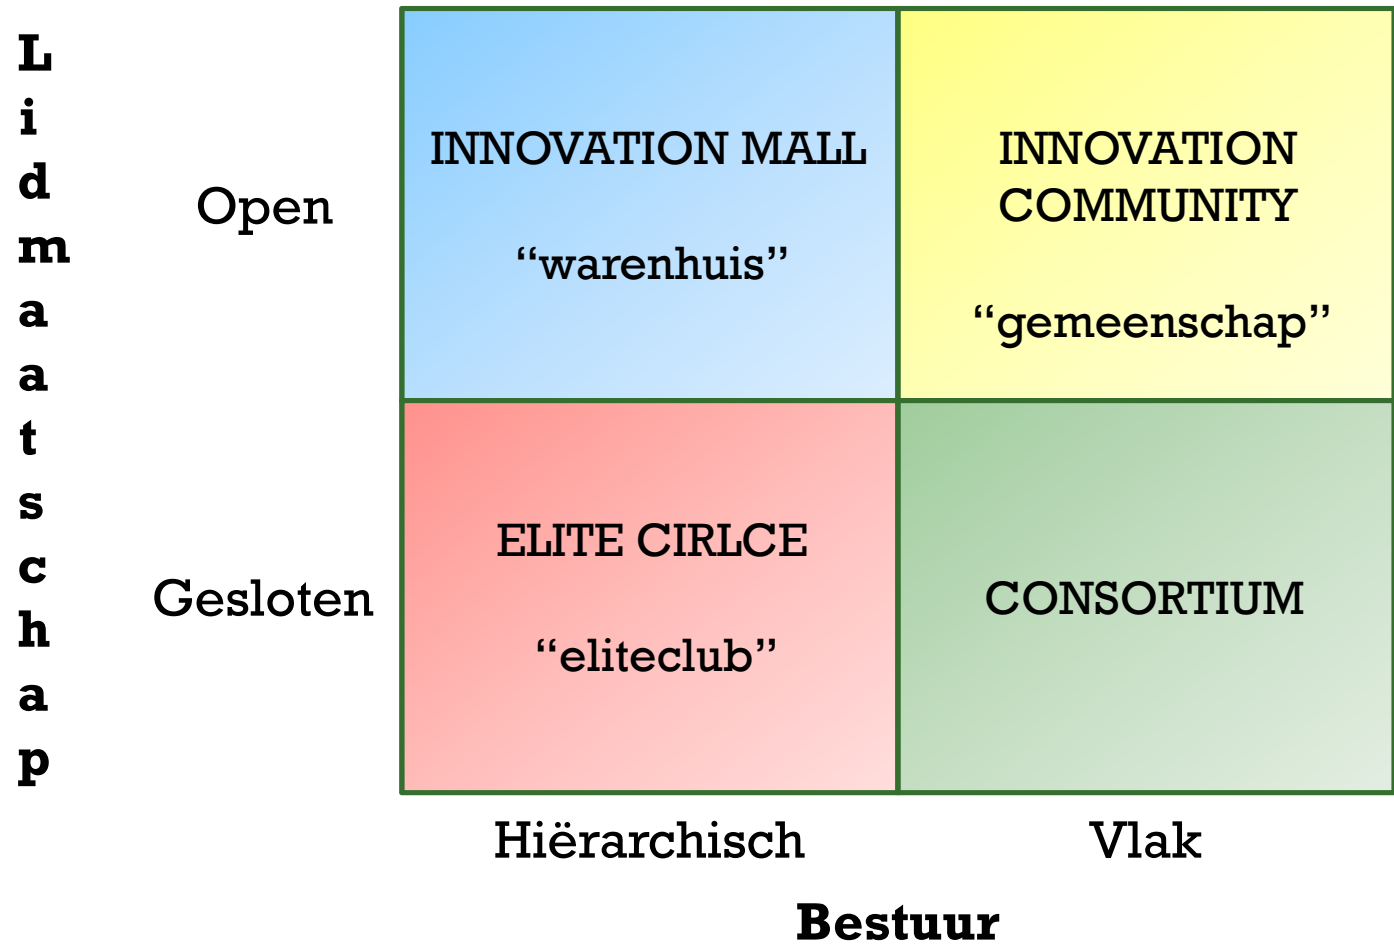 Lidmaatschap
Open
INNOVATION MALL
“warenhuis”
INNOVATION
COMMUNITY
“gemeenschap”
Gesloten
ELITE CIRLCE
“eliteclub”
CONSORTIUM
Hiërarchisch
Vlak
Bestuur